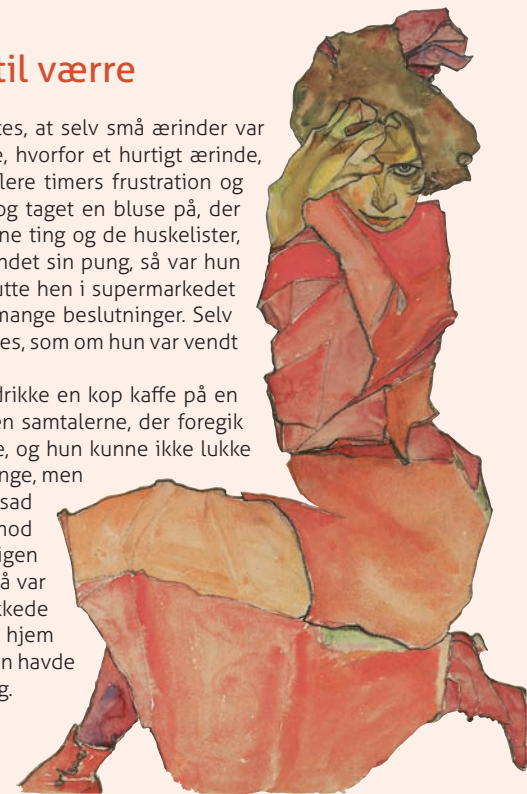 til værre
es, at selv små ærinder var
e, hvorfor et hurtigt ærinde,
lere timers frustration og
og taget en bluse på, der
ne ting og de huskelister,
ndet sin pung, så var hun
utte hen i supermarkedet
mange beslutninger. Selv
es, som om hun var vendt
drikke en kop kaffe på en
en samtalerne, der foregik
e, og hun kunne ikke lukke
nge, men
sad
mod
igen
å var
kkede
hjem
n havde
g.